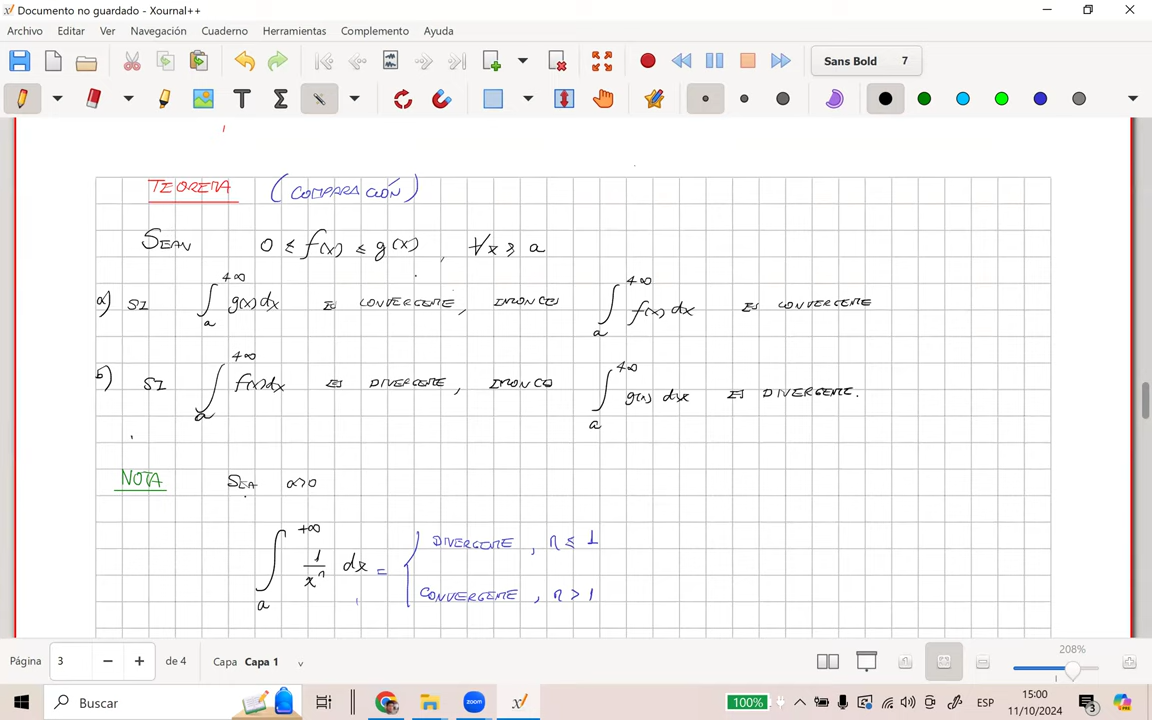 Documento no guardado - Xournal++
Archivo Editar Ver Navegación Cuaderno Herramientas Complemento Ayuda
Sans Bold 7
TEOREMA (COMPARACIÓN)
SEAN 0 ≤ f(x) ≤ g(x), ∀x ≥ a
a) SI ∫_a^{+∞} g(x) dx ES CONVERGENTE, ENTONCES ∫_a^{+∞} f(x) dx ES CONVERGENTE
b) SI ∫_a^{+∞} f(x) dx ES DIVERGENTE, ENTONCES ∫_a^{+∞} g(x) dx ES DIVERGENTE.
NOTA SEA a>0
∫_a^{+∞} 1/x^n dx = { DIVERGENTE, n ≤ 1
CONVERGENTE, n > 1
Página 3 de 4 Capa Capa 1 208%
Buscar 100% ESP 15:00
11/10/2024 3